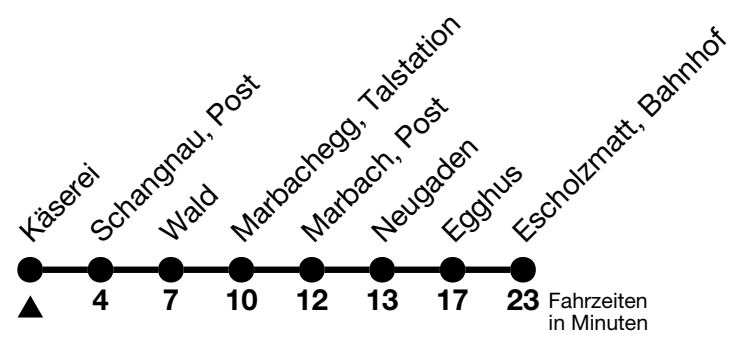 Käserei
Schangnau, Post
Wald
Marbachegg, Talstation
Marbach, Post
Neugaden
Egghus
Escholzmatt, Bahnhof
4 7 10 12 13 17 23 Fahrzeiten
in Minuten